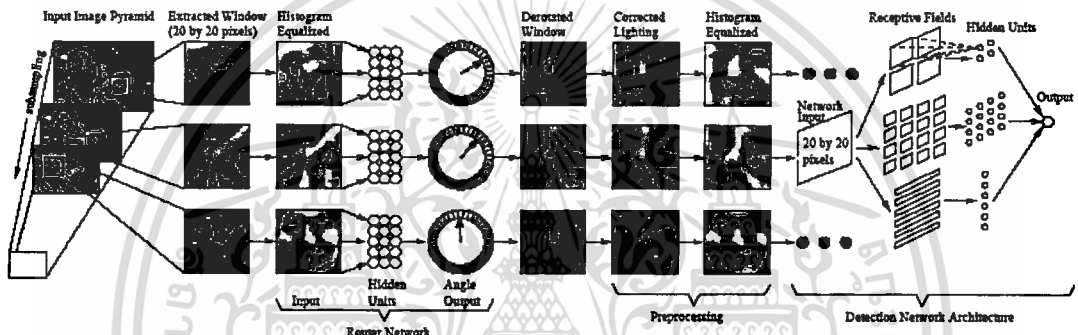 Input Image Pyramid
Extracted Window
(20 by 20 pixels)
Histogram
Equalized
Derotated
Window
Corrected
Lighting
Histogram
Equalized
Receptive Fields
Hidden Units
subsampling
Network
Input
20 by 20
pixels
Output
Input
Hidden
Units
Angle
Output
Router Network
Preprocessing
Detection Network Architecture